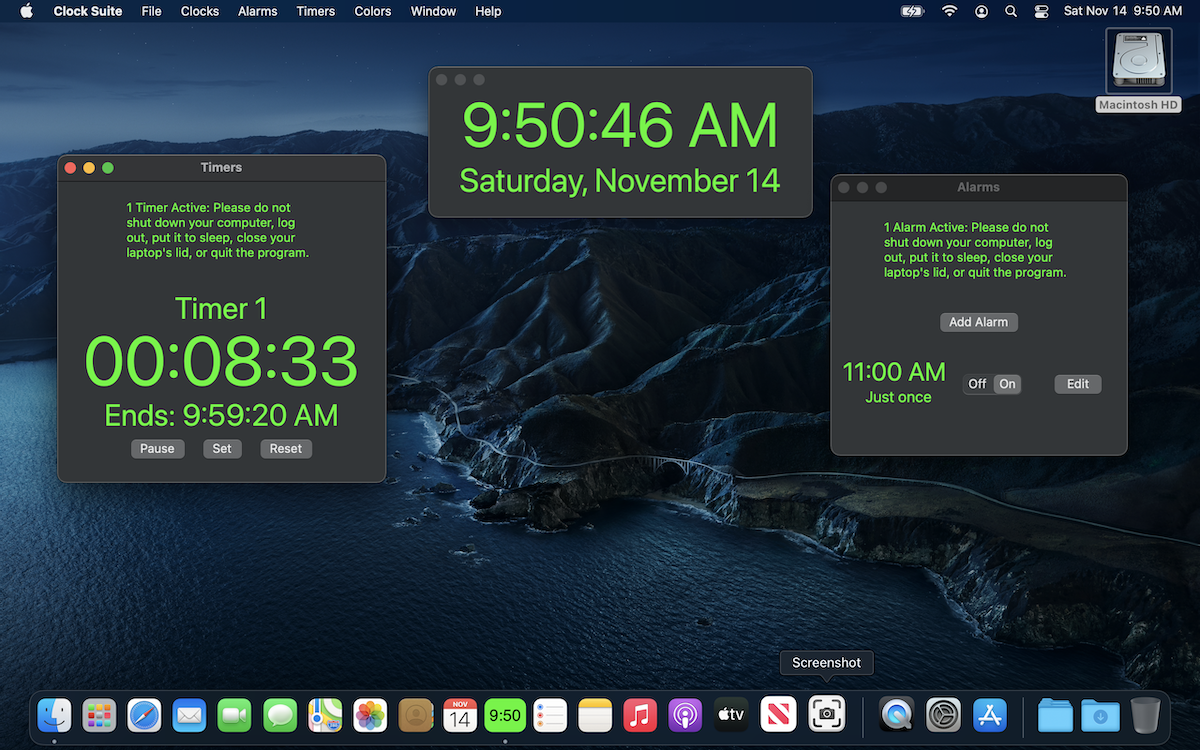 Clock Suite File Clocks Alarms Timers Colors Window Help Sat Nov 14 9:50 AM
Macintosh HD
9:50:46 AM
Saturday, November 14
Timers
1 Timer Active: Please do not
shut down your computer, log
out, put it to sleep, close your
laptop's lid, or quit the program.
Timer 1
00:08:33
Ends: 9:59:20 AM
Pause Set Reset
Alarms
1 Alarm Active: Please do not
shut down your computer, log
out, put it to sleep, close your
laptop's lid, or quit the program.
Add Alarm
11:00 AM
Just once
Off On Edit
Screenshot
NOV
14
9:50
tv